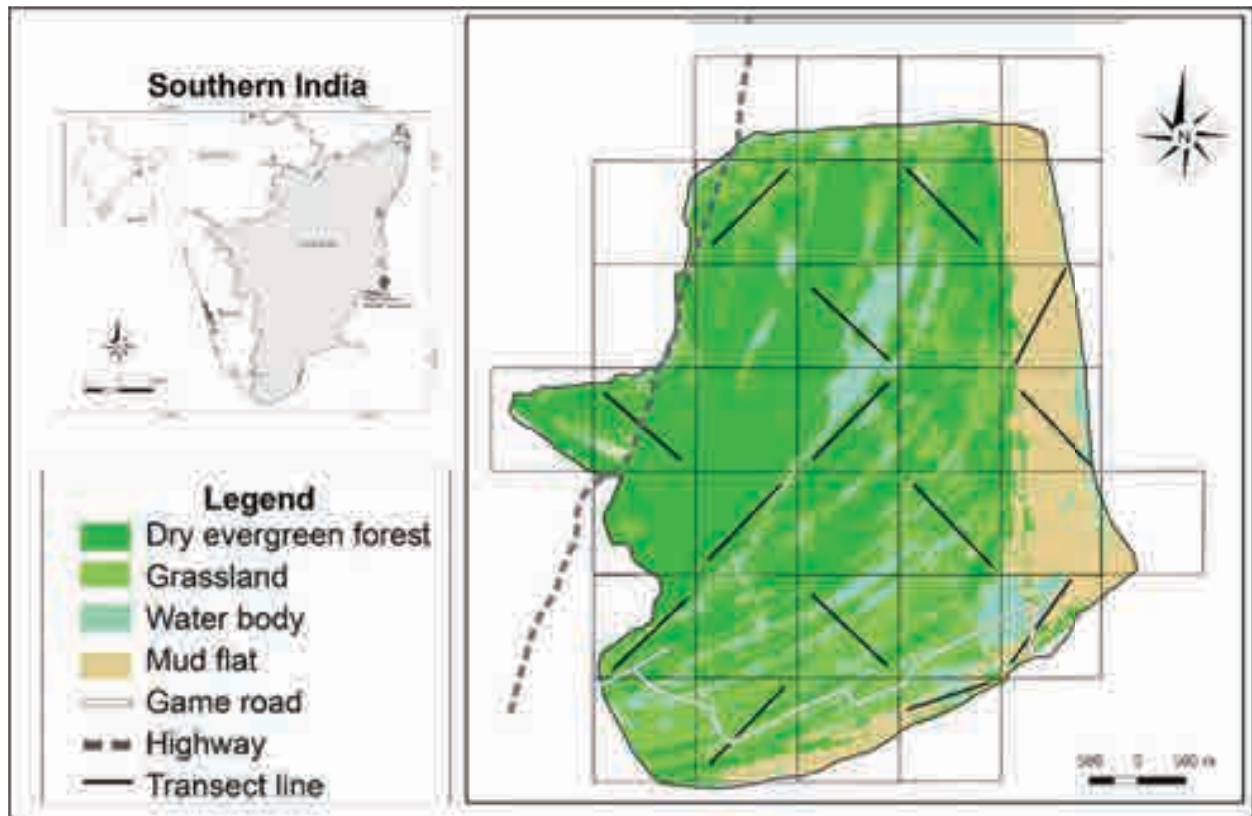 Southern India
Legend
Dry evergreen forest
Grassland
Water body
Mud flat
Game road
Highway
Transect line
N
500 0 500 m